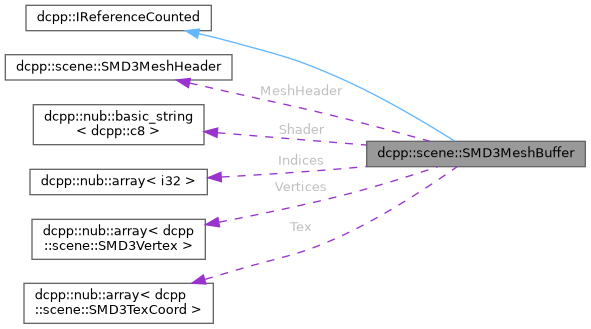 dcpp::IReferenceCounted
dcpp::scene::SMD3MeshHeader
MeshHeader
dcpp::nub::basic_string
< dcpp::c8 >
Shader
dcpp::scene::SMD3MeshBuffer
Indices
dcpp::nub::array< i32 >
Vertices
dcpp::nub::array< dcpp
::scene::SMD3Vertex >
Tex
dcpp::nub::array< dcpp
::scene::SMD3TexCoord >